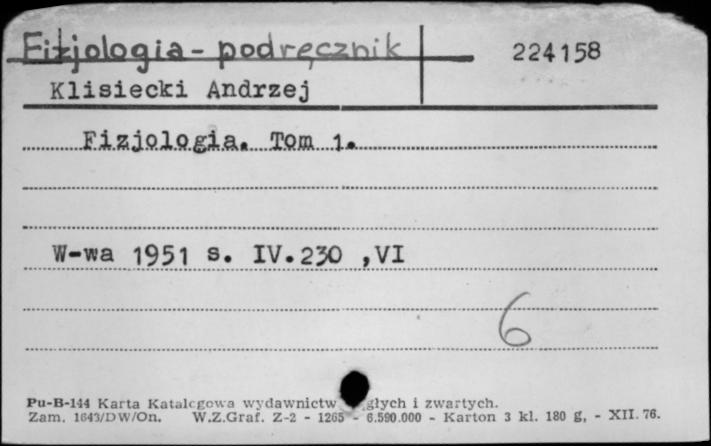 Fizjologia - podręcznik 224158
Klisiecki Andrzej
Fizjologia. Tom 1.
W-wa 1951 s. IV.230 ,VI
6
Pu-B-144 Karta Katalogowa wydawnictw głych i zwartych.
Zam. 1643/DW/On. W.Z.Graf. Z-2 - 1265 - 6.590.000 - Karton 3 kl. 180 g, - XII. 76.